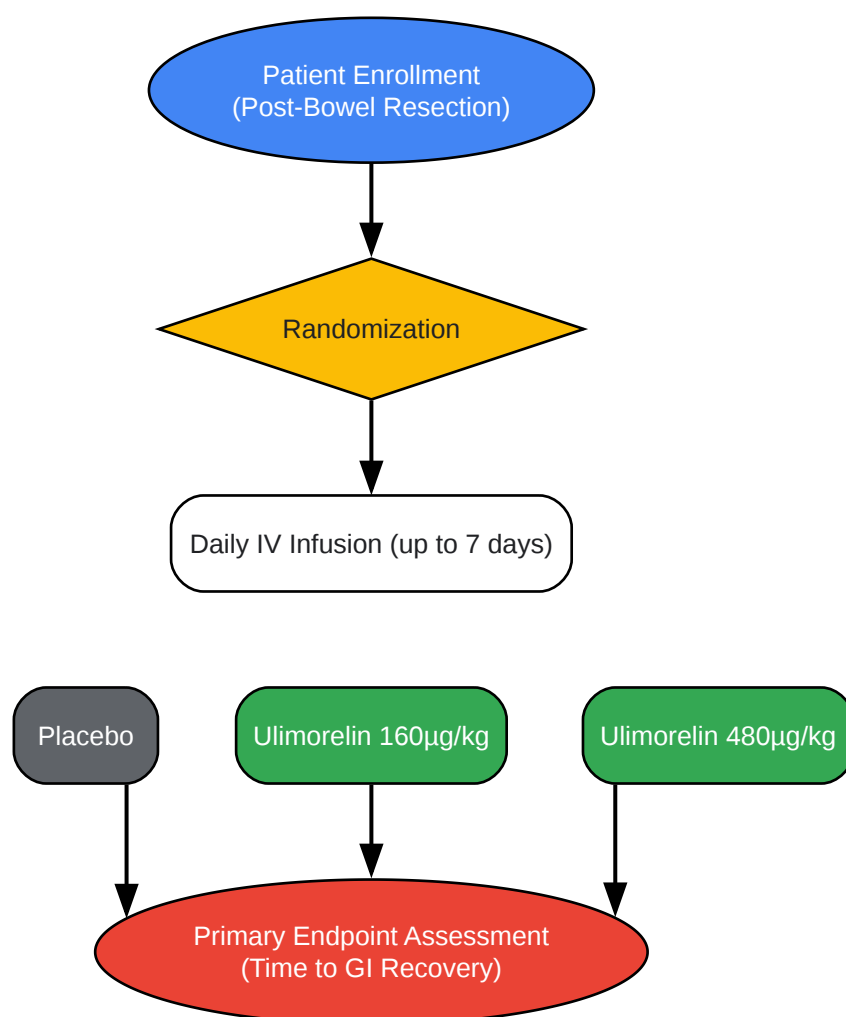 Patient Enrollment
(Post-Bowel Resection)
Randomization
Daily IV Infusion (up to 7 days)
Placebo
Ulimorelin 160µg/kg
Ulimorelin 480µg/kg
Primary Endpoint Assessment
(Time to GI Recovery)